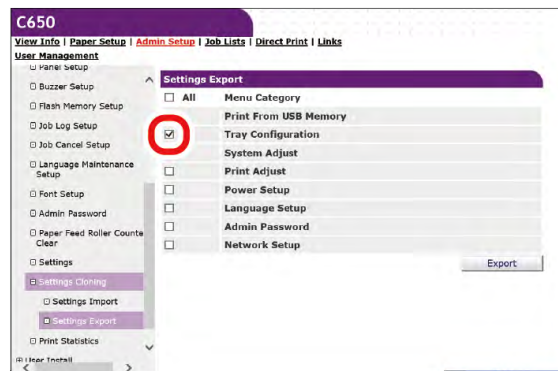 C650
View Info | Paper Setup | Admin Setup | Job Lists | Direct Print | Links
User Management
Panel Setup
Buzzer Setup
Flash Memory Setup
Job Log Setup
Job Cancel Setup
Language Maintenance
Setup
Font Setup
Admin Password
Paper Feed Roller Counte
Clear
Settings
Settings Cloning
Settings Import
Settings Export
Print Statistics
User Install
Settings Export
All Menu Category
Print From USB Memory
Tray Configuration
System Adjust
Print Adjust
Power Setup
Language Setup
Admin Password
Network Setup
Export